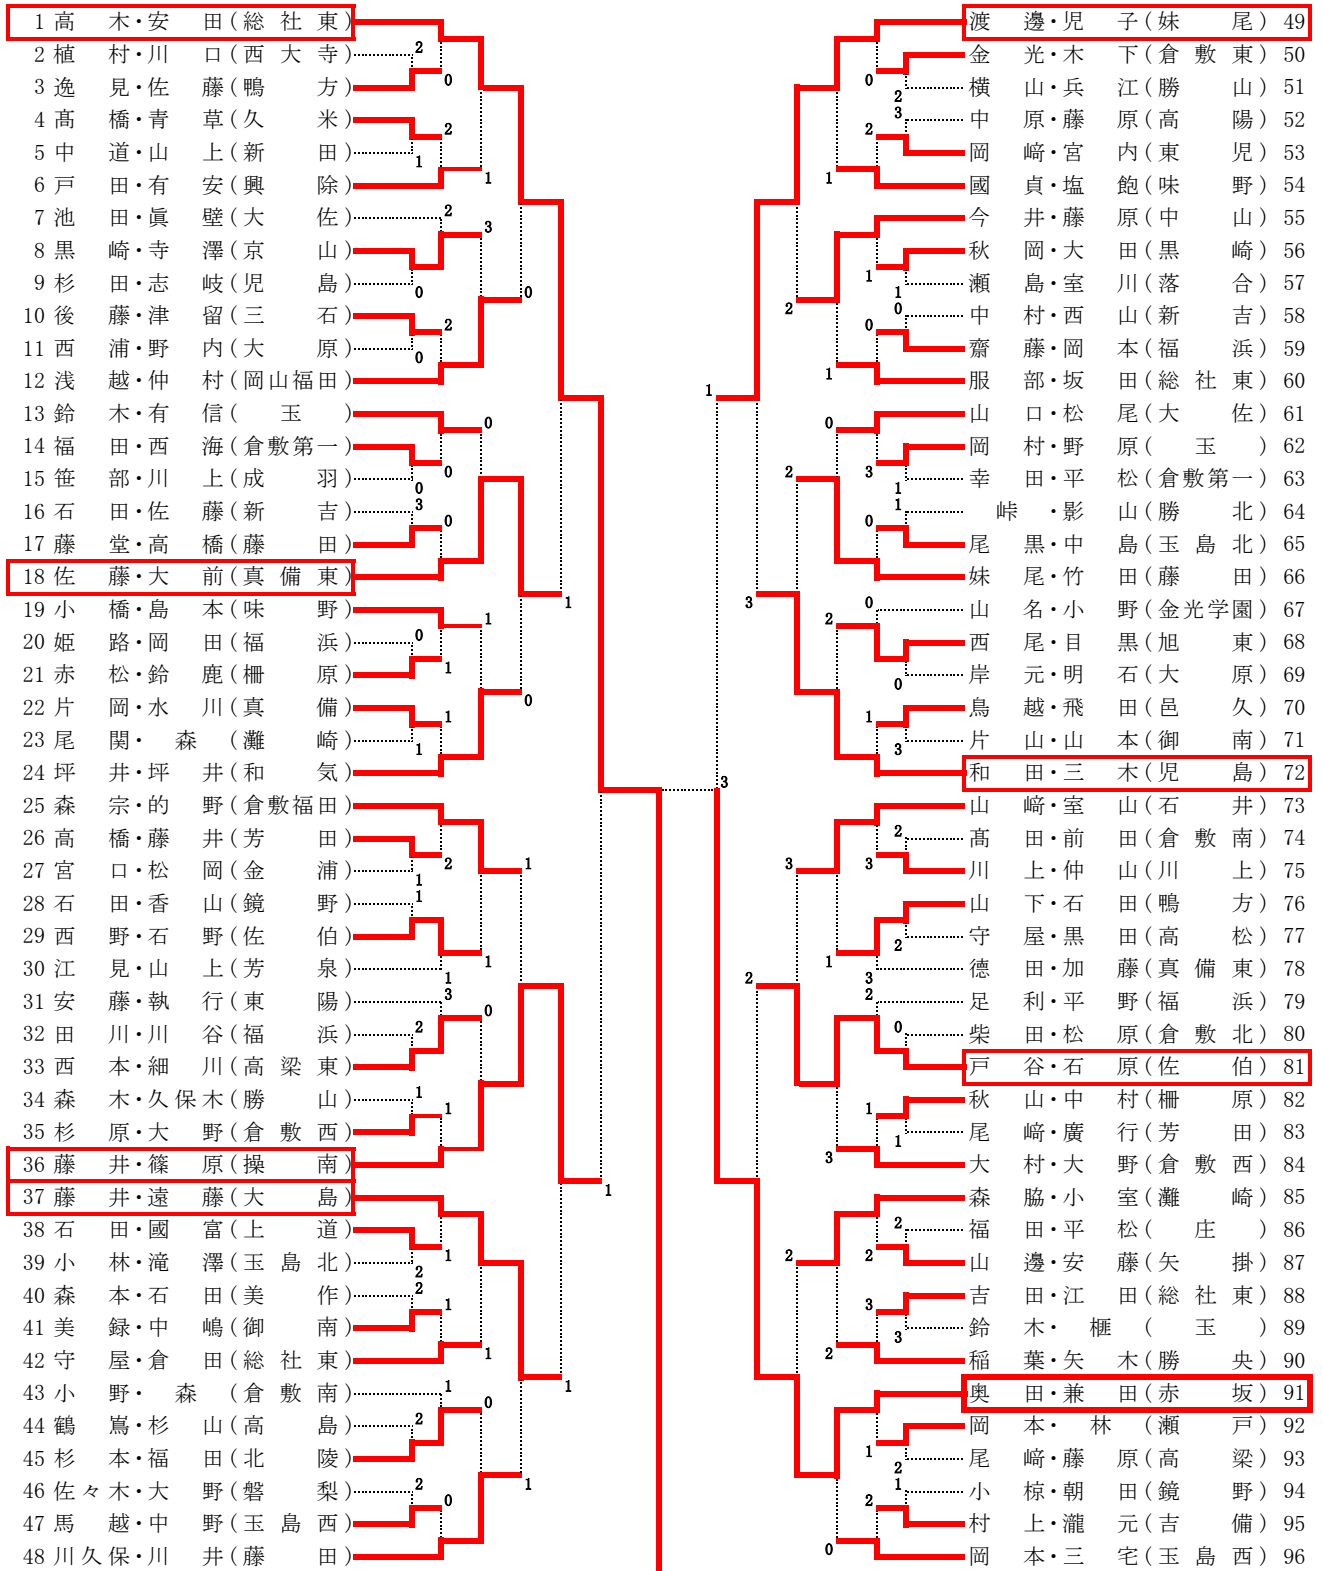 1 高木・安田(総社東)
2 植村・川口(西大寺)
3 逸見・佐藤(鴨方)
4 髙橋・青草(久米)
5 中道・山上(新田)
6 戸田・有安(興除)
7 池田・眞壁(大佐)
8 黒崎・寺澤(京山)
9 杉田・志岐(児島)
10 後藤・津留(三石)
11 西浦・野内(大原)
12 浅越・仲村(岡山福田)
13 鈴木・有信(玉)
14 福田・西海(倉敷第一)
15 笹部・川上(成羽)
16 石田・佐藤(新吉)
17 藤堂・高橋(藤田)
18 佐藤・大前(真備東)
19 小橋・島本(味野)
20 姫路・岡田(福浜)
21 赤松・鈴鹿(柵原)
22 片岡・水川(真備)
23 尾関・森(灘崎)
24 坪井・坪井(和気)
25 森宗・的野(倉敷福田)
26 高橋・藤井(芳田)
27 宮口・松岡(金浦)
28 石田・香山(鏡野)
29 西野・石野(佐伯)
30 江見・山上(芳泉)
31 安藤・執行(東陽)
32 田川・川谷(福浜)
33 西本・細川(高梁東)
34 森木・久保木(勝山)
35 杉原・大野(倉敷西)
36 藤井・篠原(操南)
37 藤井・遠藤(大島)
38 石田・國富(上道)
39 小林・滝澤(玉島北)
40 森本・石田(美作)
41 美録・中嶋(御南)
42 守屋・倉田(総社東)
43 小野・森(倉敷南)
44 鶴嶌・杉山(高島)
45 杉本・福田(北陵)
46 佐々木・大野(磐梨)
47 馬越・中野(玉島西)
48 川久保・川井(藤田)
渡邊・児子(妹尾) 49
金光・木下(倉敷東) 50
横山・兵江(勝山) 51
中原・藤原(高陽) 52
岡﨑・宮内(東児) 53
國貞・塩飽(味野) 54
今井・藤原(中山) 55
秋岡・大田(黒崎) 56
瀬島・室川(落合) 57
中村・西山(新吉) 58
齋藤・岡本(福浜) 59
服部・坂田(総社東) 60
山口・松尾(大佐) 61
岡村・野原(玉) 62
幸田・平松(倉敷第一) 63
峠・影山(勝北) 64
尾黒・中島(玉島北) 65
妹尾・竹田(藤田) 66
山名・小野(金光学園) 67
西尾・目黒(旭東) 68
岸元・明石(大原) 69
鳥越・飛田(邑久) 70
片山・山本(御南) 71
和田・三木(児島) 72
山﨑・室山(石井) 73
髙田・前田(倉敷南) 74
川上・仲山(川上) 75
山下・石田(鴨方) 76
守屋・黒田(高松) 77
德田・加藤(真備東) 78
足利・平野(福浜) 79
柴田・松原(倉敷北) 80
戸谷・石原(佐伯) 81
秋山・中村(柵原) 82
尾﨑・廣行(芳田) 83
大村・大野(倉敷西) 84
森脇・小室(灘崎) 85
福田・平松(庄) 86
山邊・安藤(矢掛) 87
吉田・江田(総社東) 88
鈴木・榧(玉) 89
稲葉・矢木(勝央) 90
奥田・兼田(赤坂) 91
岡本・林(瀬戸) 92
尾﨑・藤原(高梁) 93
小椋・朝田(鏡野) 94
村上・瀧元(吉備) 95
岡本・三宅(玉島西) 96